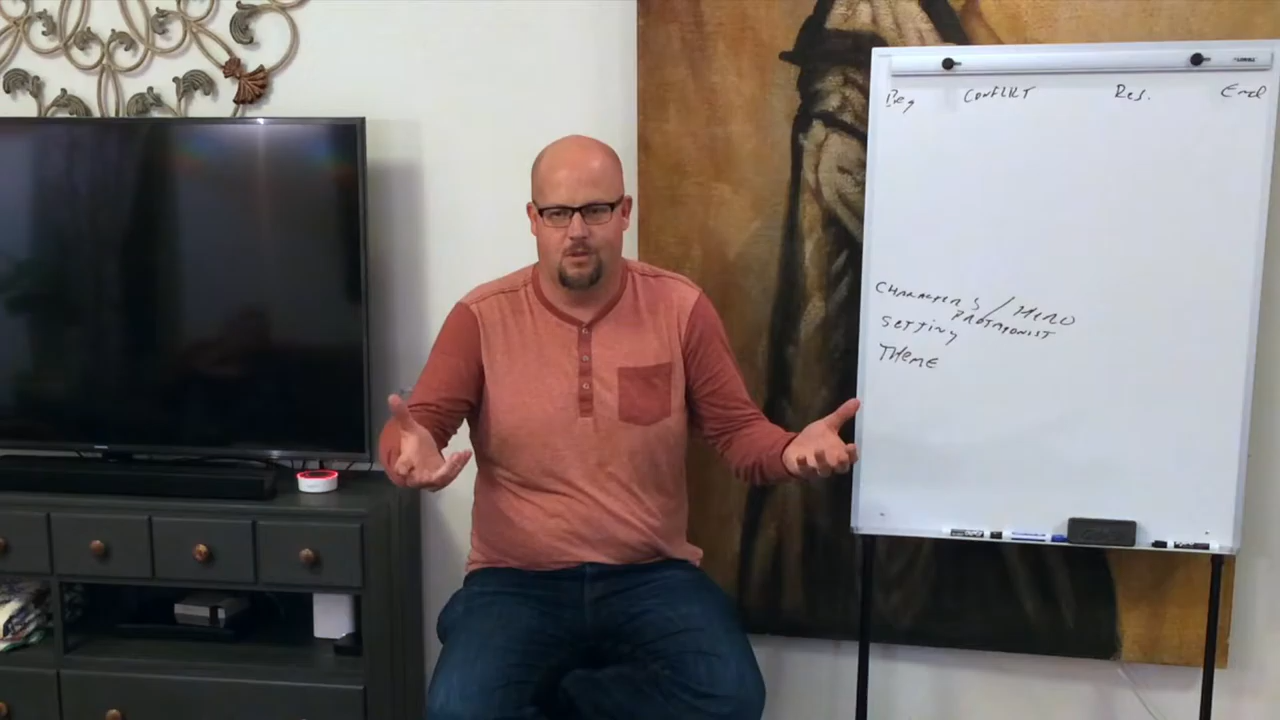 Beg Conflict Res. End
Characters / Hero
Protagonist
Setting
Theme